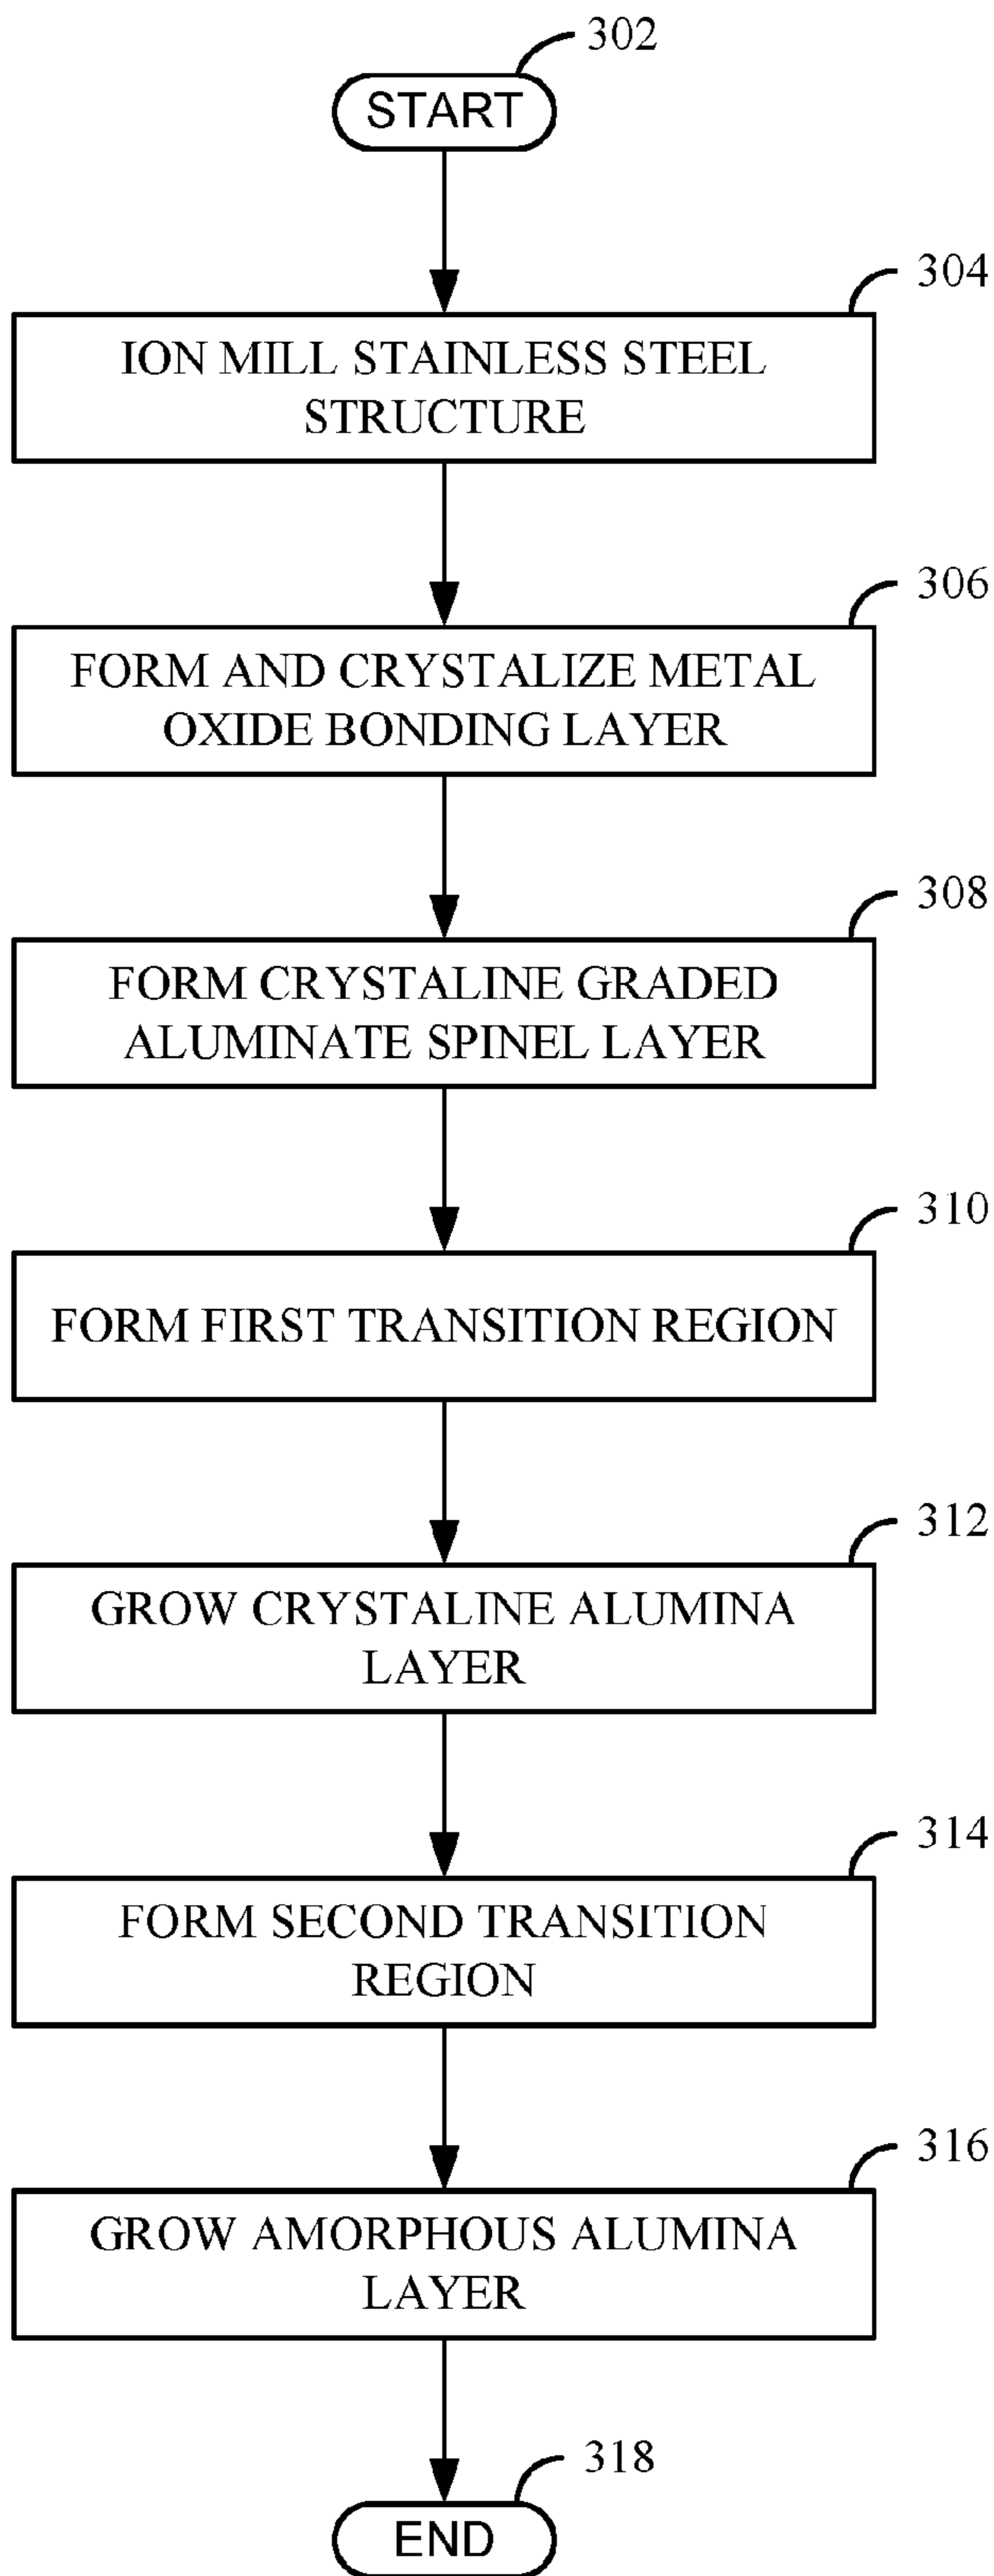 302
START
304
ION MILL STAINLESS STEEL
STRUCTURE
306
FORM AND CRYSTALIZE METAL
OXIDE BONDING LAYER
308
FORM CRYSTALINE GRADED
ALUMINATE SPINEL LAYER
310
FORM FIRST TRANSITION REGION
312
GROW CRYSTALINE ALUMINA
LAYER
314
FORM SECOND TRANSITION
REGION
316
GROW AMORPHOUS ALUMINA
LAYER
318
END